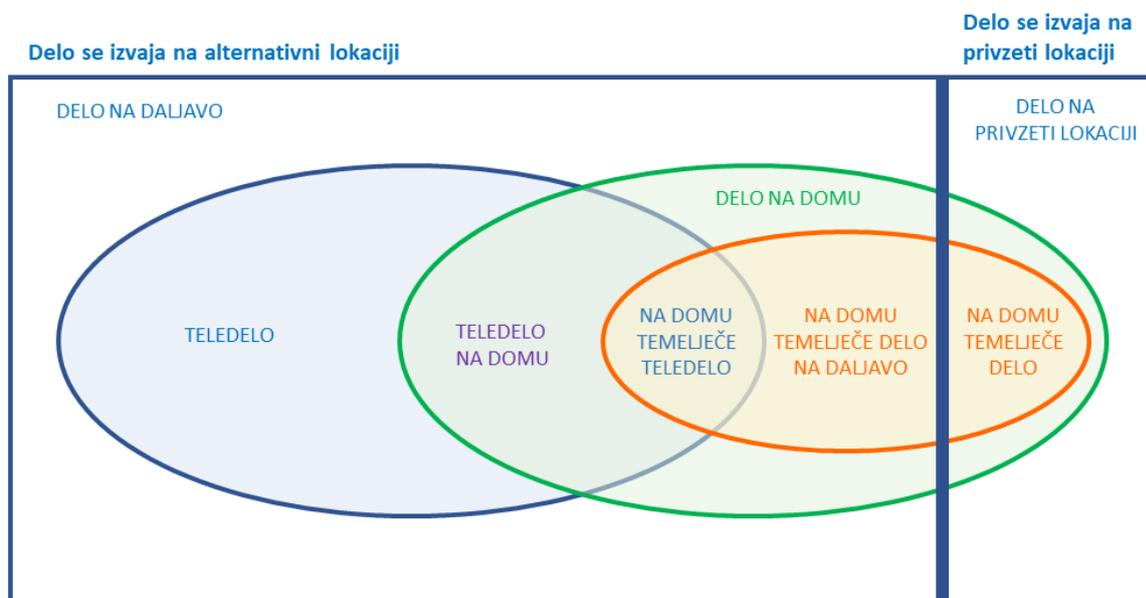 Delo se izvaja na alternativni lokaciji
Delo se izvaja na
privzeti lokaciji
DELO NA DALJAVO
DELO NA
PRIVZETI LOKACIJI
DELO NA DOMU
TELEDELO
TELEDELO
NA DOMU
NA DOMU
TEMELJEČE
TELEDELO
NA DOMU
TEMELJEČE DELO
NA DALJAVO
NA DOMU
TEMELJEČE
DELO